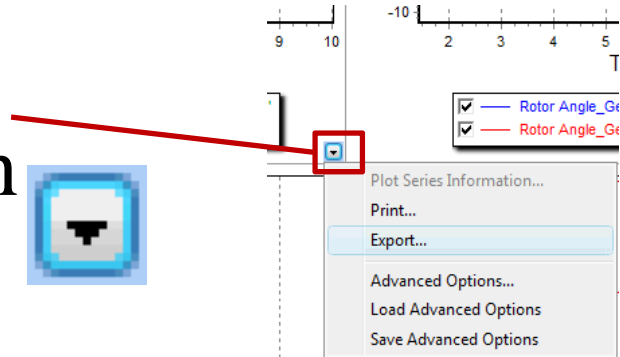 -10
9 10 2 3 4 5
T
Rotor Angle_Ge
Rotor Angle_Ge
n
Plot Series Information...
Print...
Export...
Advanced Options...
Load Advanced Options
Save Advanced Options